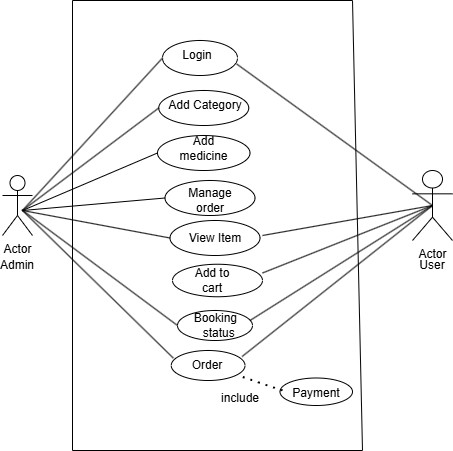 Login
Add Category
Add
medicine
Manage
order
View Item
Add to
cart
Booking
status
Order
include
Payment
Actor
Admin
Actor
User